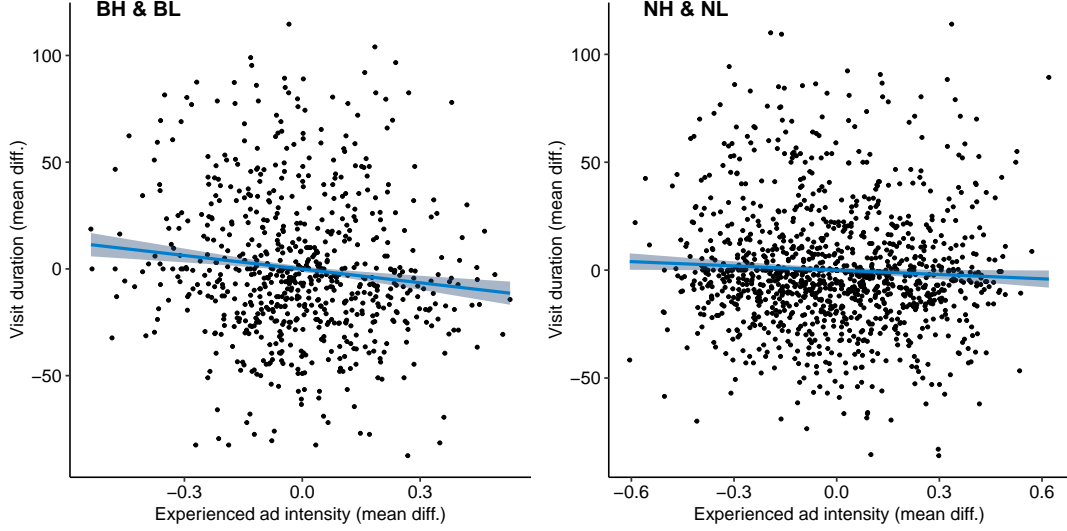 BH & BL
Visit duration (mean diff.)
100
50
0
−50
−0.3
0.0
0.3
Experienced ad intensity (mean diff.)
NH & NL
Visit duration (mean diff.)
100
50
0
−50
−0.6
−0.3
0.0
0.3
0.6
Experienced ad intensity (mean diff.)